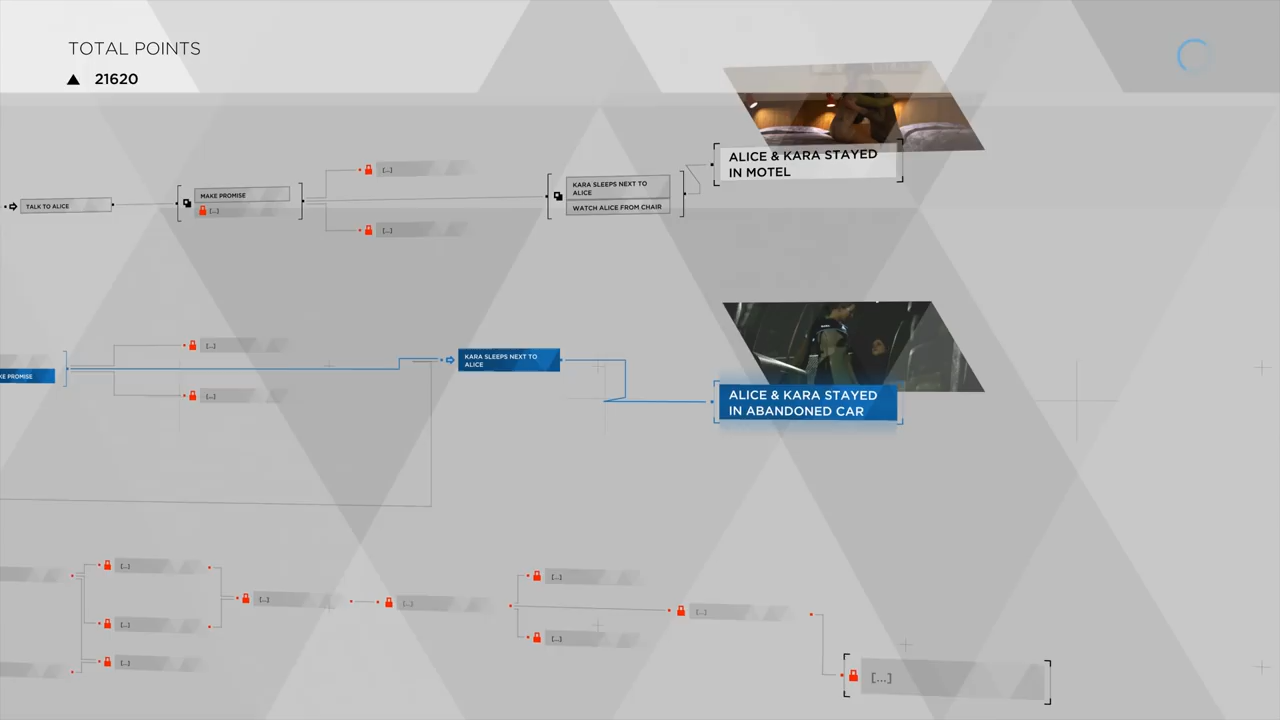 TOTAL POINTS
21620
ALICE & KARA STAYED
IN MOTEL
[...]
KARA SLEEPS NEXT TO
ALICE
MAKE PROMISE
TALK TO ALICE
WATCH ALICE FROM CHAIR
[...]
[...]
[...]
KARA SLEEPS NEXT TO
ALICE
KE PROMISE
[...]
ALICE & KARA STAYED
IN ABANDONED CAR
[...]
[...]
[...]
[...]
[...]
[...]
[...]
[...]
[...]